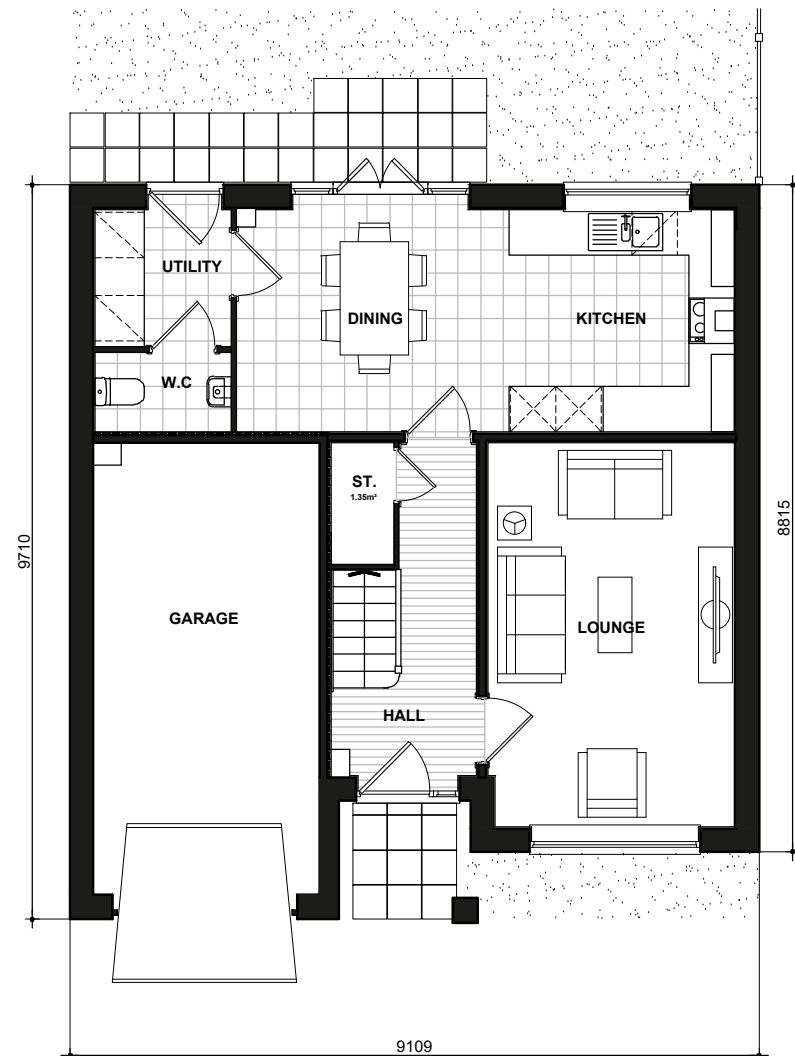 UTILITY
DINING
KITCHEN
W.C
ST.
1.35m²
9710
8815
GARAGE
LOUNGE
HALL
9109